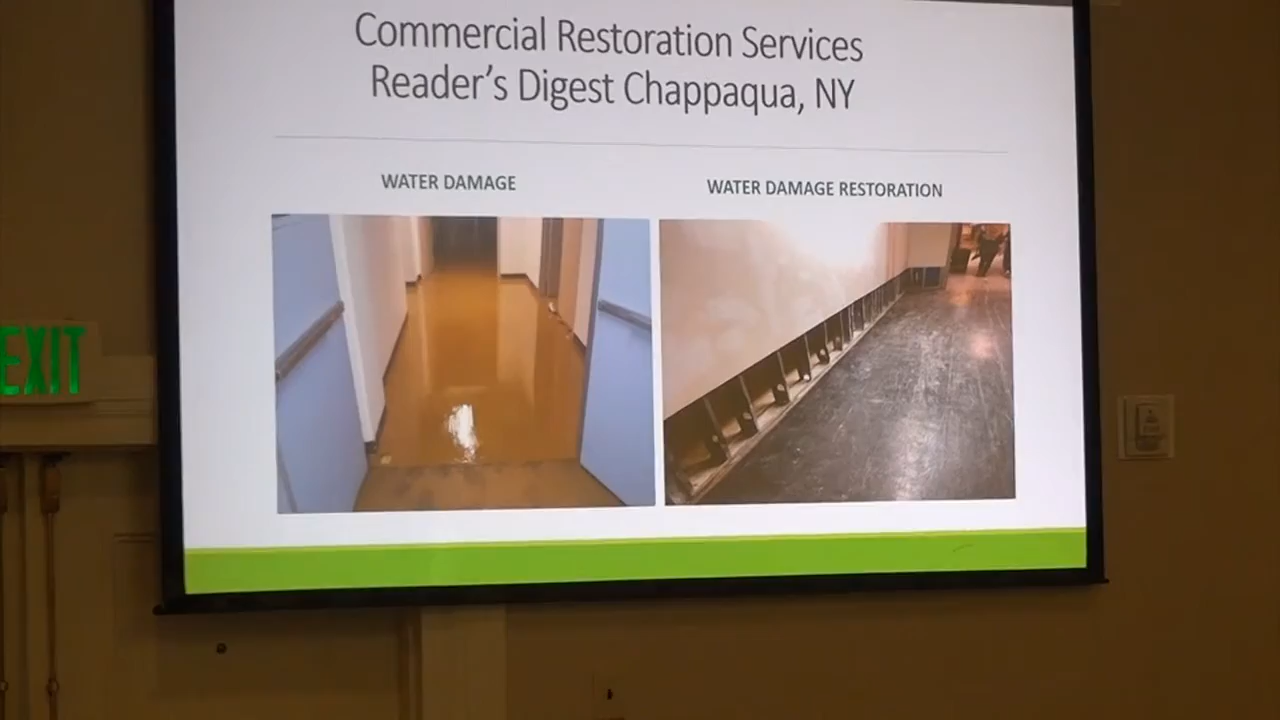 Commercial Restoration Services
Reader's Digest Chappaqua, NY
WATER DAMAGE
WATER DAMAGE RESTORATION
EXIT